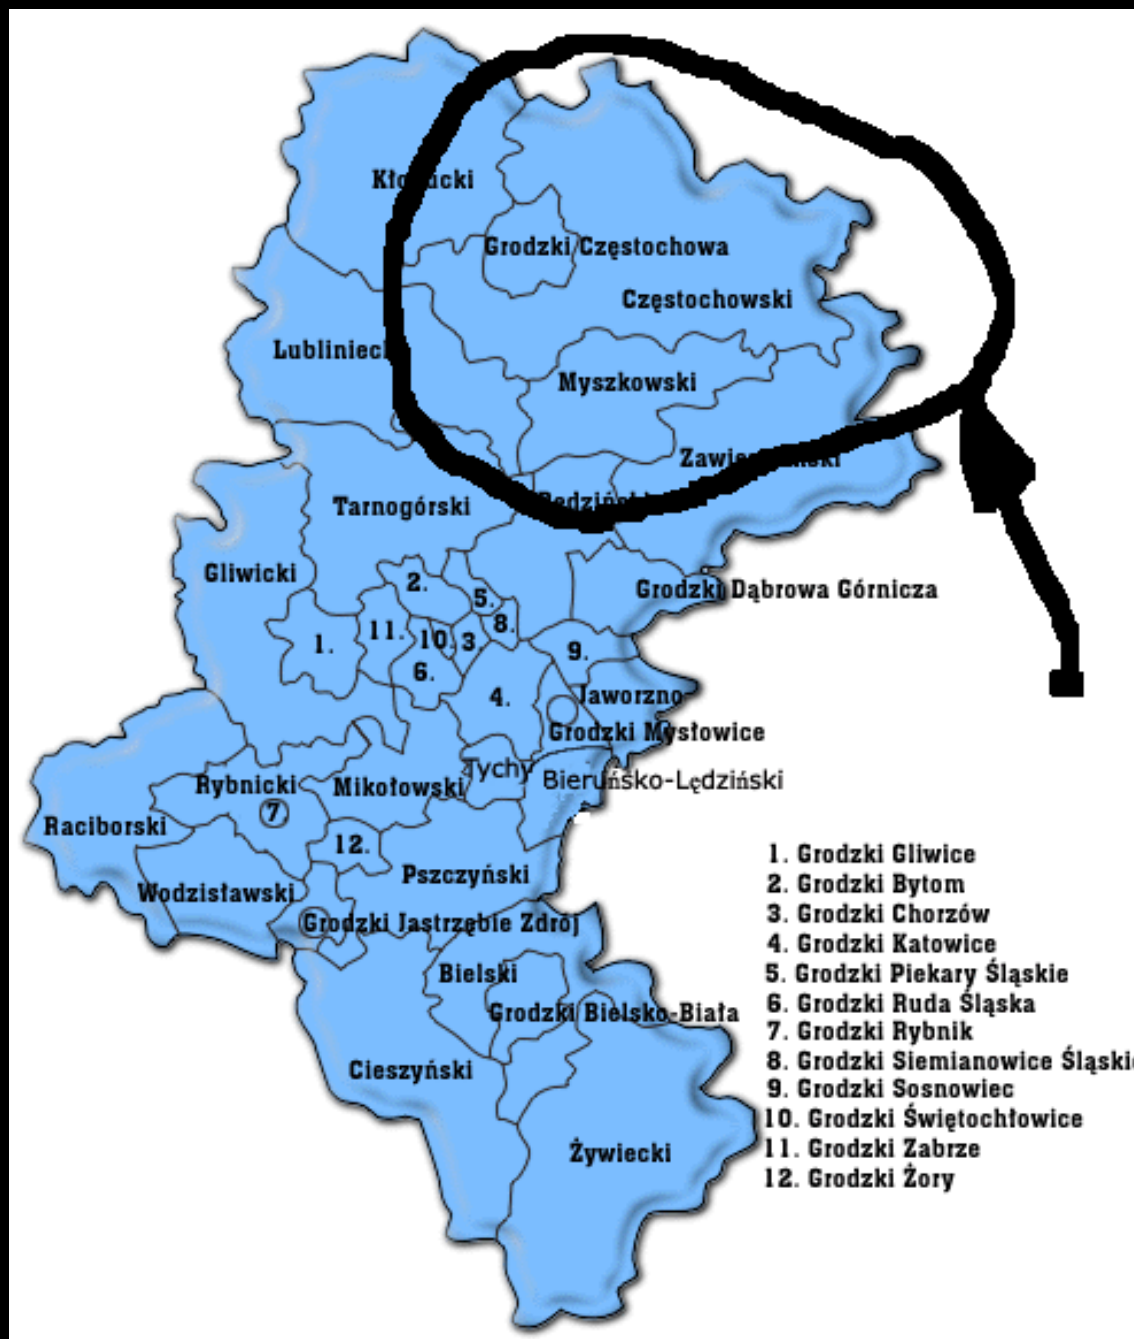 Grodzki Częstochowa
Częstochowski
Myszkowski
Tarnogórski
Gliwicki
2.
5.
Grodzki Dąbrowa Górnicza
11.
10.
3.
8.
1.
9.
6.
4.
Jaworzno
Grodzki Mysłowice
Tychy
Bieruńsko-Lędziński
Rybnicki
Mikołowski
7
Raciborski
12.
Pszczyński
Wodzisławski
Grodzki Jastrzębie Zdrój
Bielski
Grodzki Bielsko-Biała
Cieszyński
Żywiecki
1. Grodzki Gliwice
2. Grodzki Bytom
3. Grodzki Chorzów
4. Grodzki Katowice
5. Grodzki Piekary Śląskie
6. Grodzki Ruda Śląska
7. Grodzki Rybnik
8. Grodzki Siemianowice Śląskie
9. Grodzki Sosnowiec
10. Grodzki Świętochłowice
11. Grodzki Zabrze
12. Grodzki Żory